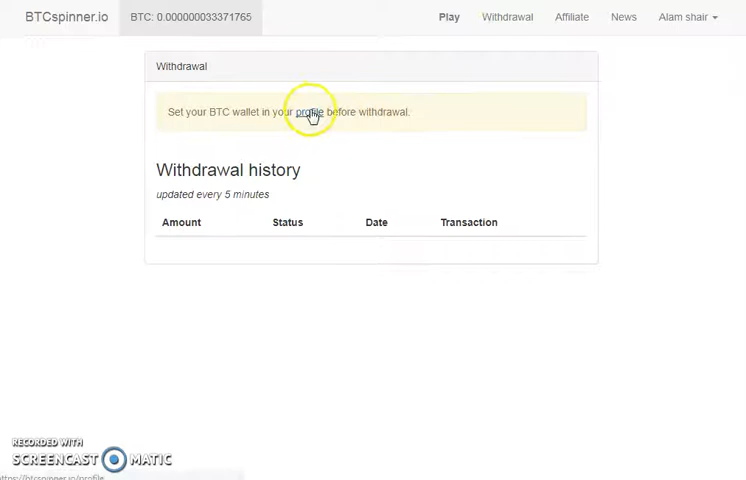 BTCspinner.io BTC: 0.000000033371765 Play Withdrawal Affiliate News Alam shair
Withdrawal
Set your BTC wallet in your profile before withdrawal.
Withdrawal history
updated every 5 minutes
Amount Status Date Transaction
RECORDED WITH
SCREENCAST MATIC
https://btcspinner.io/profile